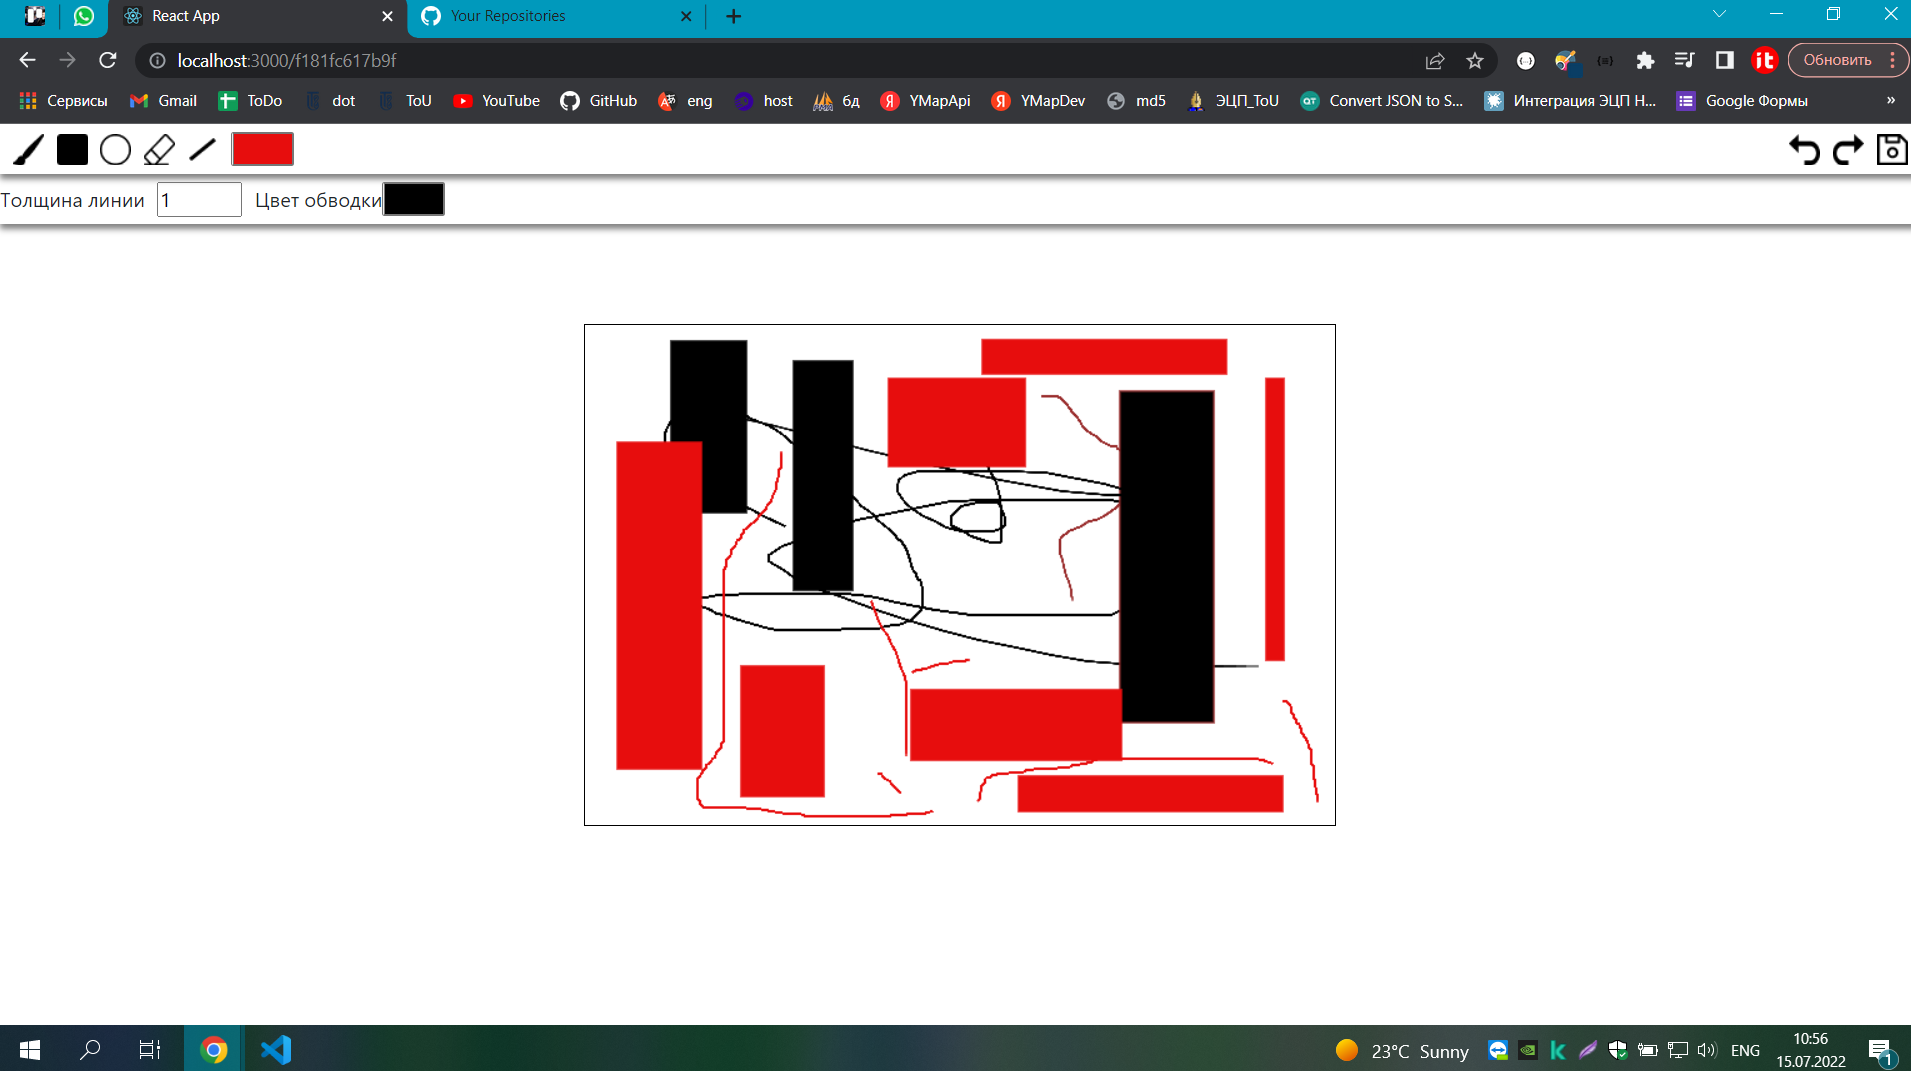 React App
Your Repositories
localhost:3000/f181fc617b9f
it
Обновить
Сервисы
Gmail
ToDo
dot
ToU
YouTube
GitHub
eng
host
бд
YMapApi
YMapDev
md5
ЭЦП_ToU
Convert JSON to S...
Интеграция ЭЦП Н...
Google Формы
»
Толщина линии 1 Цвет обводки
23°C Sunny
ENG
10:56
15.07.2022
1